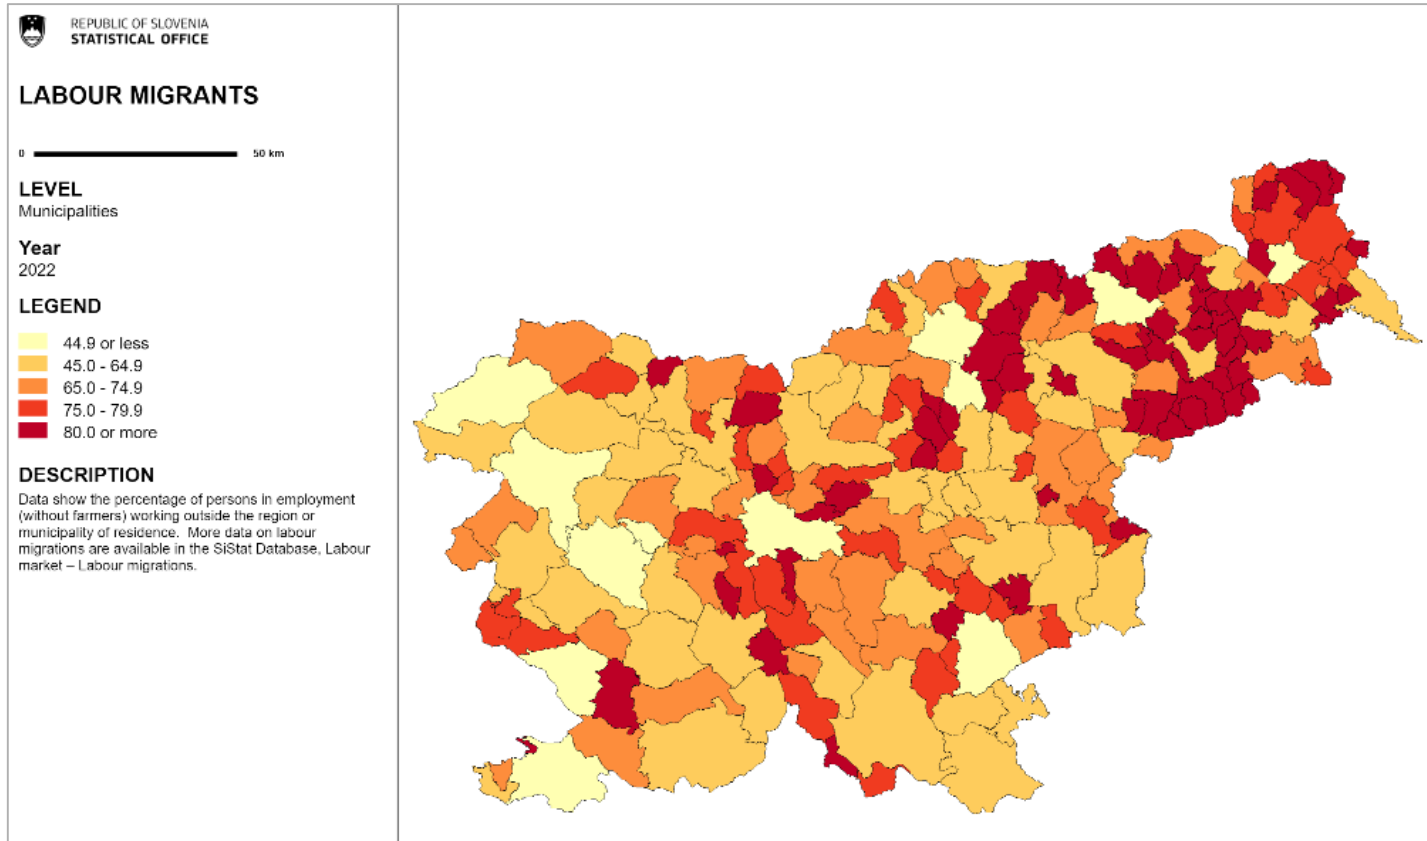 REPUBLIC OF SLOVENIA
STATISTICAL OFFICE
LABOUR MIGRANTS
0 50 km
LEVEL
Municipalities
Year
2022
LEGEND
44.9 or less
45.0 - 64.9
65.0 - 74.9
75.0 - 79.9
80.0 or more
DESCRIPTION
Data show the percentage of persons in employment
(without farmers) working outside the region or
municipality of residence. More data on labour
migrations are available in the SiStat Database, Labour
market – Labour migrations.